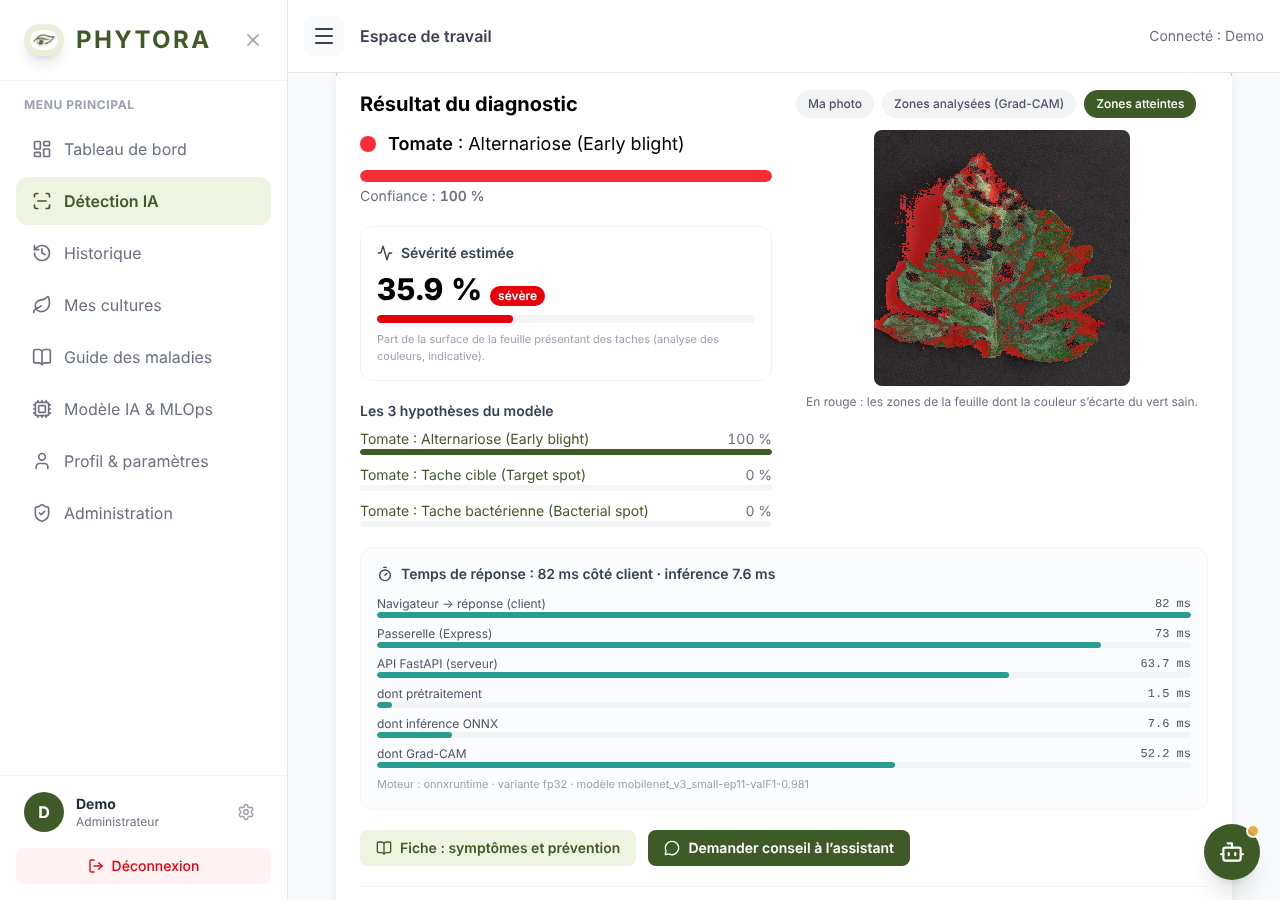 PHYTORA
MENU PRINCIPAL
Tableau de bord
Détection IA
Historique
Mes cultures
Guide des maladies
Modèle IA & MLOps
Profil & paramètres
Administration
D
Demo
Administrateur
Déconnexion
Espace de travail
Connecté : Demo
Résultat du diagnostic
Tomate : Alternariose (Early blight)
Confiance : 100 %
Sévérité estimée
35.9 % sévère
Part de la surface de la feuille présentant des taches (analyse des
couleurs, indicative).
Les 3 hypothèses du modèle
Tomate : Alternariose (Early blight) 100 %
Tomate : Tache cible (Target spot) 0 %
Tomate : Tache bactérienne (Bacterial spot) 0 %
Ma photo
Zones analysées (Grad-CAM)
Zones atteintes
En rouge : les zones de la feuille dont la couleur s’écarte du vert sain.
Temps de réponse : 82 ms côté client · inférence 7.6 ms
Navigateur → réponse (client) 82 ms
Passerelle (Express) 73 ms
API FastAPI (serveur) 63.7 ms
dont prétraitement 1.5 ms
dont inférence ONNX 7.6 ms
dont Grad-CAM 52.2 ms
Moteur : onnxruntime · variante fp32 · modèle mobilenet_v3_small-ep11-valF1-0.981
Fiche : symptômes et prévention
Demander conseil à l’assistant